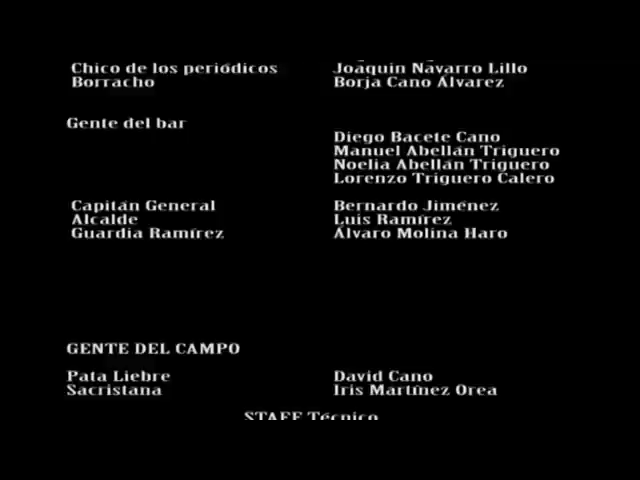 Chico de los periódicos Joaquín Navarro Lillo
Borracho Borja Cano Álvarez
Gente del bar
Diego Bacete Cano
Manuel Abellán Triguero
Noelia Abellán Triguero
Lorenzo Triguero Calero
Capitán General Bernardo Jiménez
Alcalde Luis Ramírez
Guardia Ramírez Álvaro Molina Haro
GENTE DEL CAMPO
Pata Liebre David Cano
Sacristana Iris Martínez Orea
STAFF Técnico